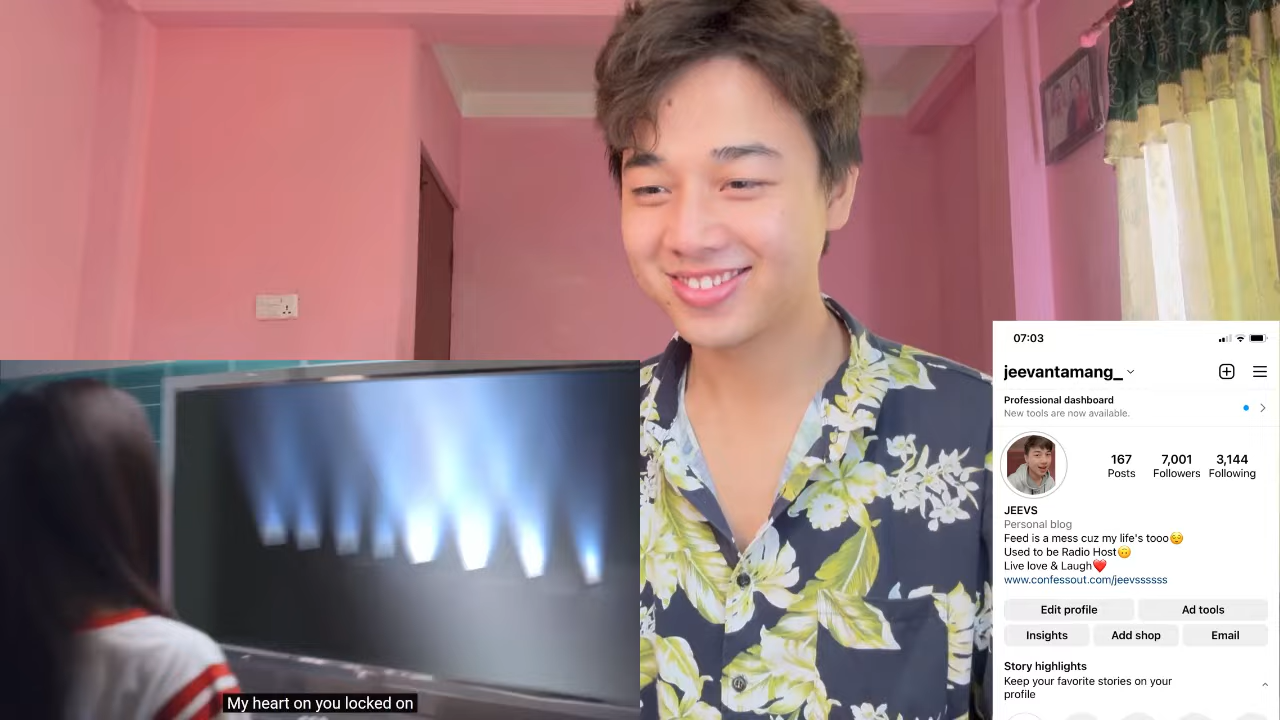 My heart on you locked on
07:03
jeevantamang_
Professional dashboard
New tools are now available.
167
7,001
3,144
Posts
Followers
Following
JEEVS
Personal blog
Feed is a mess cuz my life's tooo😌
Used to be Radio Host🙃
Live love & Laugh❤️
www.confessout.com/jeevssssss
Edit profile
Ad tools
Insights
Add shop
Email
Story highlights
Keep your favorite stories on your
profile